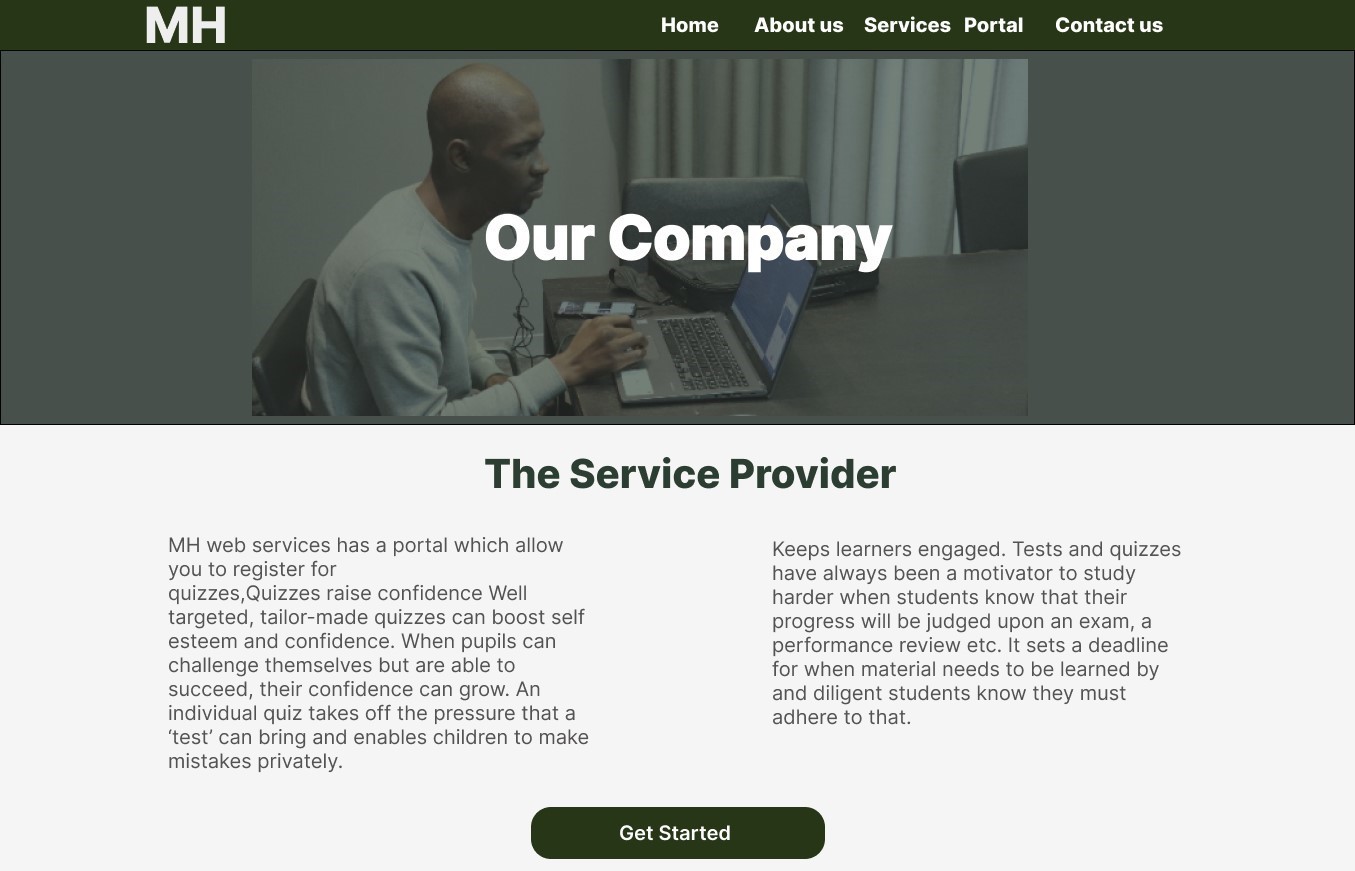 MH
Home About us Services Portal Contact us
Our Company
The Service Provider
MH web services has a portal which allow
you to register for
quizzes,Quizzes raise confidence Well
targeted, tailor-made quizzes can boost self
esteem and confidence. When pupils can
challenge themselves but are able to
succeed, their confidence can grow. An
individual quiz takes off the pressure that a
‘test’ can bring and enables children to make
mistakes privately.
Keeps learners engaged. Tests and quizzes
have always been a motivator to study
harder when students know that their
progress will be judged upon an exam, a
performance review etc. It sets a deadline
for when material needs to be learned by
and diligent students know they must
adhere to that.
Get Started